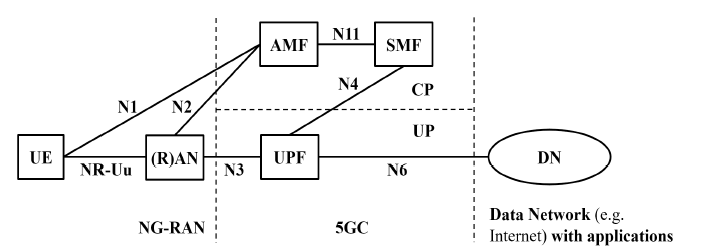 AMF
N11
SMF
N4
CP
N1
N2
UP
UE
NR-Uu
(R)AN
N3
UPF
N6
DN
NG-RAN
5GC
Data Network (e.g.
Internet) with applications